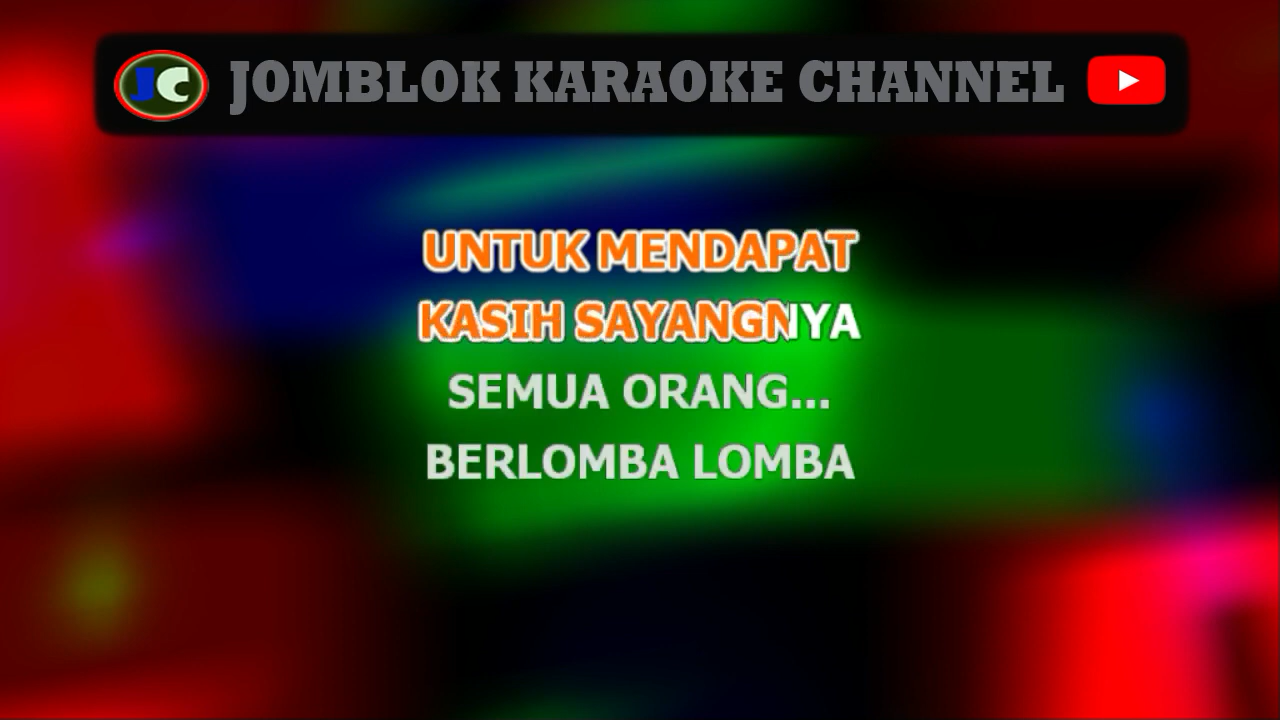 JC JOMBLOK KARAOKE CHANNEL
UNTUK MENDAPAT
KASIH SAYANGNYA
SEMUA ORANG...
BERLOMBA LOMBA